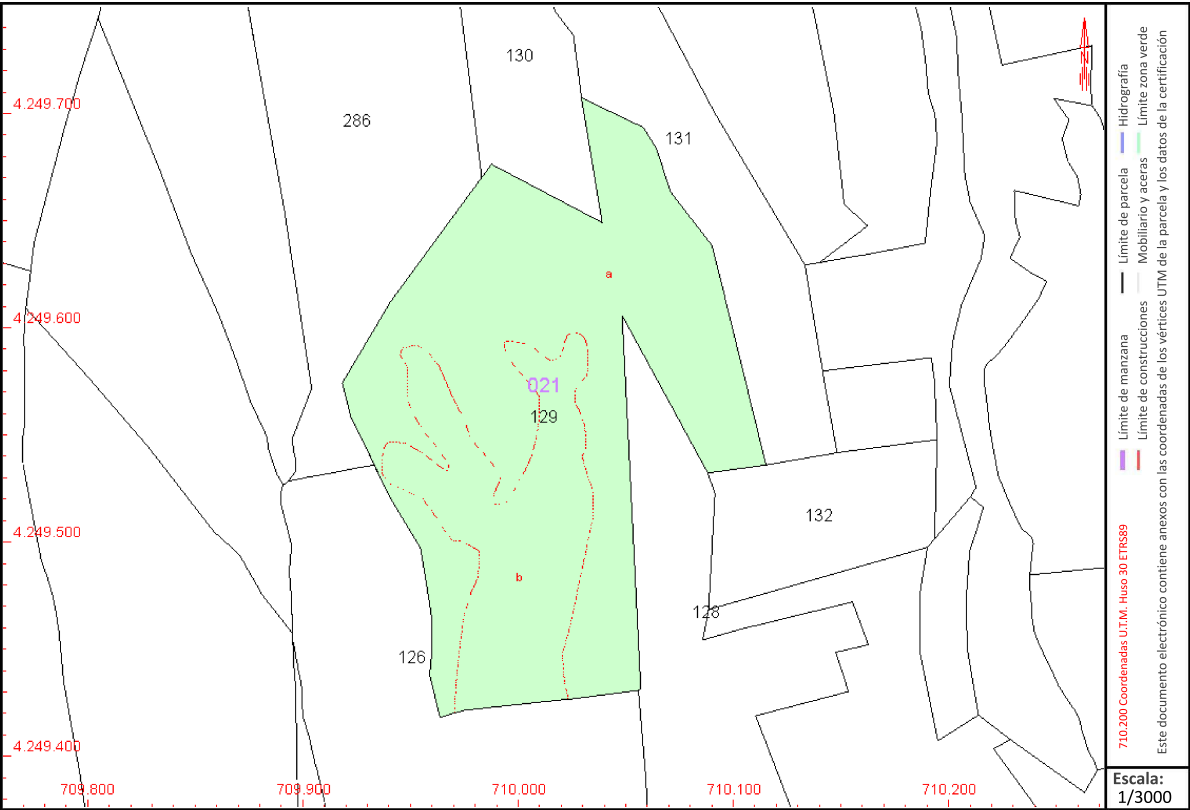 130
286
131
4.249.700
a
4.249.600
021
129
4.249.500
132
b
128
126
4.249.400
709.800
709.900
710.000
710.100
710.200
710.200 Coordenadas U.T.M. Huso 30 ETRS89
Límite de manzana
Límite de parcela
Hidrografía
Límite de construcciones
Mobiliario y aceras
Límite zona verde
Este documento electrónico contiene anexos con las coordenadas de los vértices UTM de la parcela y los datos de la certificación
Escala:
1/3000